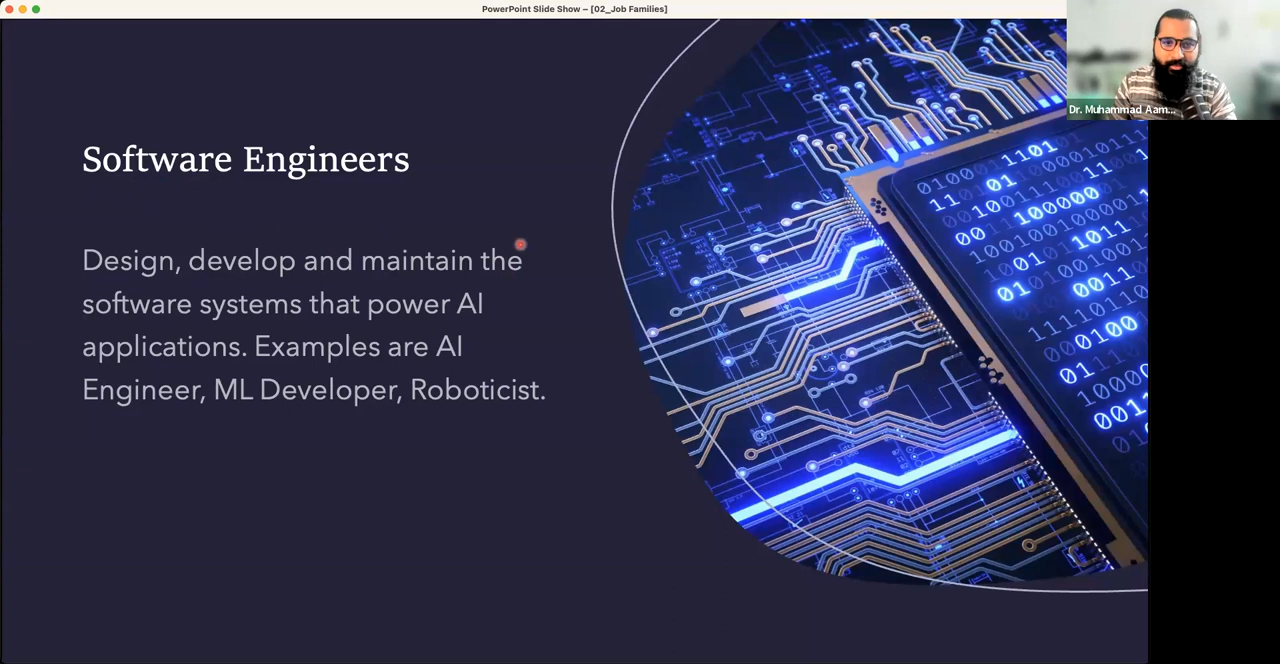 PowerPoint Slide Show – [02_Job Families]
Dr. Muhammad Aam...
Software Engineers
Design, develop and maintain the
software systems that power AI
applications. Examples are AI
Engineer, ML Developer, Roboticist.